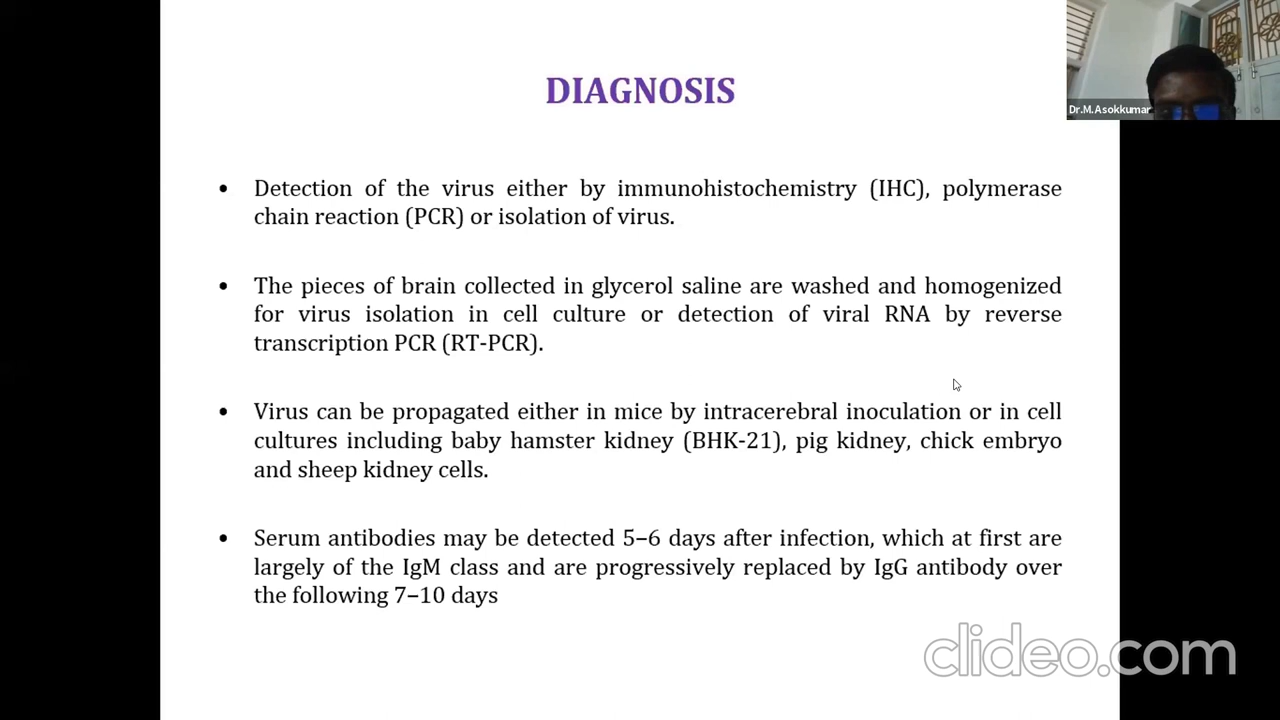 DIAGNOSIS
Dr.M.Asokkumar
• Detection of the virus either by immunohistochemistry (IHC), polymerase
chain reaction (PCR) or isolation of virus.
• The pieces of brain collected in glycerol saline are washed and homogenized
for virus isolation in cell culture or detection of viral RNA by reverse
transcription PCR (RT-PCR).
• Virus can be propagated either in mice by intracerebral inoculation or in cell
cultures including baby hamster kidney (BHK-21), pig kidney, chick embryo
and sheep kidney cells.
• Serum antibodies may be detected 5–6 days after infection, which at first are
largely of the IgM class and are progressively replaced by IgG antibody over
the following 7–10 days
clideo.com